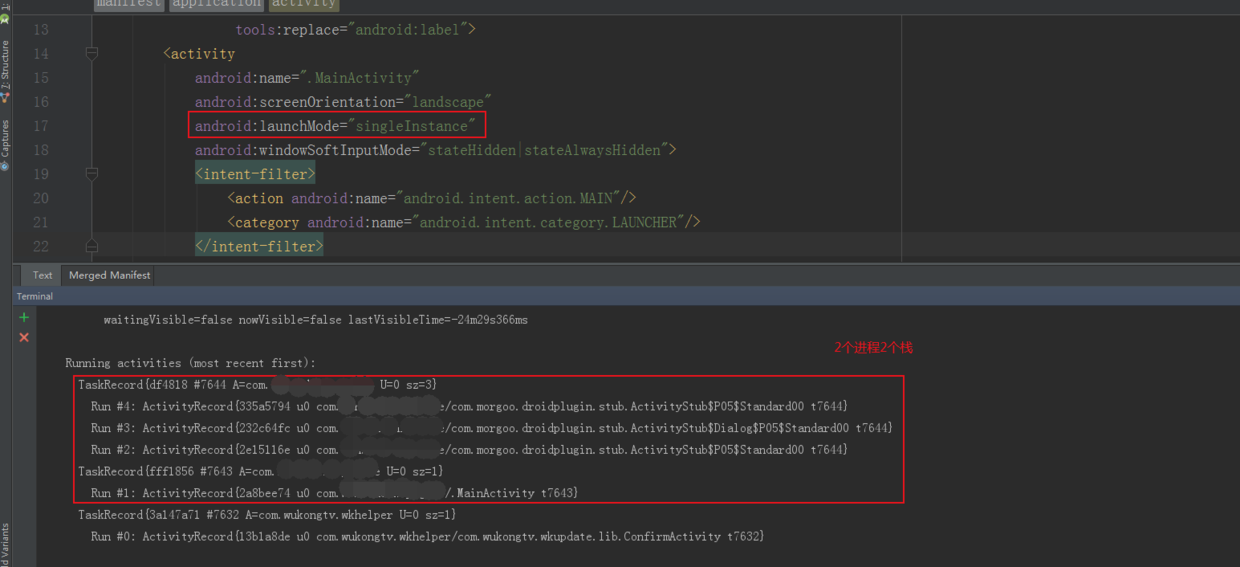 manifest application activity
13 tools:replace="android:label">
14 <activity
15 android:name=".MainActivity"
16 android:screenOrientation="landscape"
17 android:launchMode="singleInstance"
18 android:windowSoftInputMode="stateHidden|stateAlwaysHidden">
19 <intent-filter>
20 <action android:name="android.intent.action.MAIN"/>
21 <category android:name="android.intent.category.LAUNCHER"/>
22 </intent-filter>
Z: Structure
Captures
Text Merged Manifest
Terminal
waitingVisible=false nowVisible=false lastVisibleTime=-24m29s366ms
2个进程2个栈
Running activities (most recent first):
TaskRecord{df4818 #7644 A=com. U=0 sz=3}
Run #4: ActivityRecord{335a5794 u0 com. e/com.morgoo.droidplugin.stub.ActivityStub$P05$Standard00 t7644}
Run #3: ActivityRecord{232c64fc u0 com. /com.morgoo.droidplugin.stub.ActivityStub$Dialog$P05$Standard00 t7644}
Run #2: ActivityRecord{2e15116e u0 com. e/com.morgoo.droidplugin.stub.ActivityStub$P05$Standard00 t7644}
TaskRecord{fff1856 #7643 A=com. e U=0 sz=1}
Run #1: ActivityRecord{2a8bee74 u0 com. /.MainActivity t7643}
TaskRecord{3a147a71 #7632 A=com.wukongtv.wkhelper U=0 sz=1}
Run #0: ActivityRecord{13b1a8de u0 com.wukongtv.wkhelper/com.wukongtv.wkupdate.lib.ConfirmActivity t7632}
d Variants